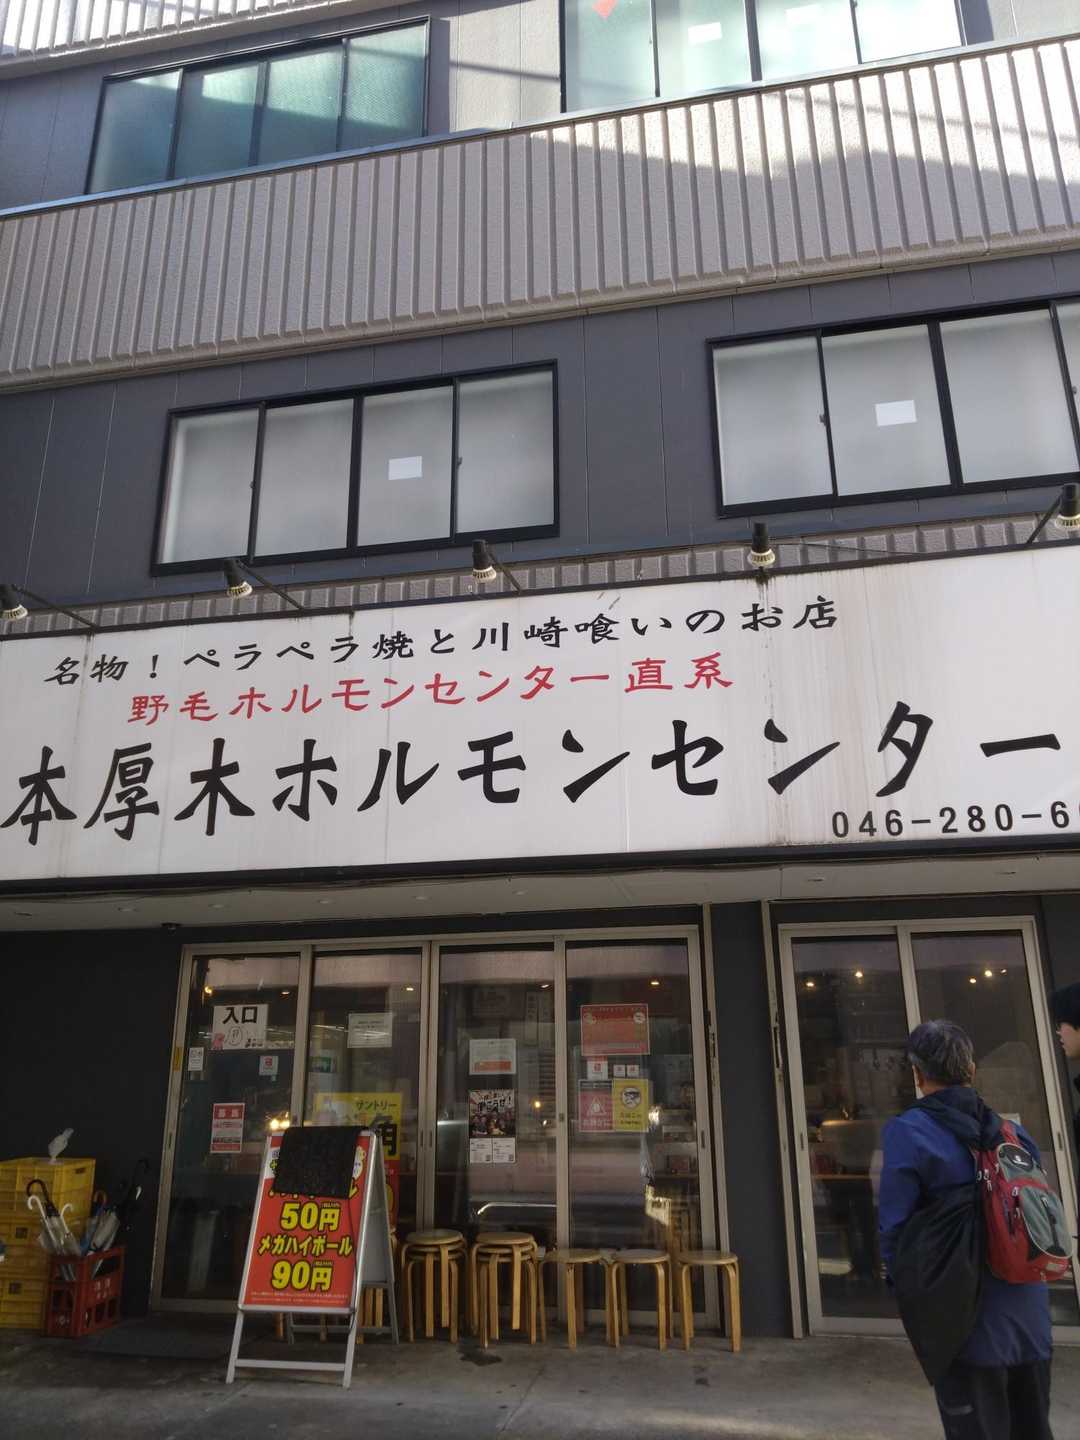 名物!ペラペラ焼と川崎喰いのお店
野毛ホルモンセンター直系
本厚木ホルモンセンター
046-280-6
入口
サントリー
角
50円
メガハイボール
90円